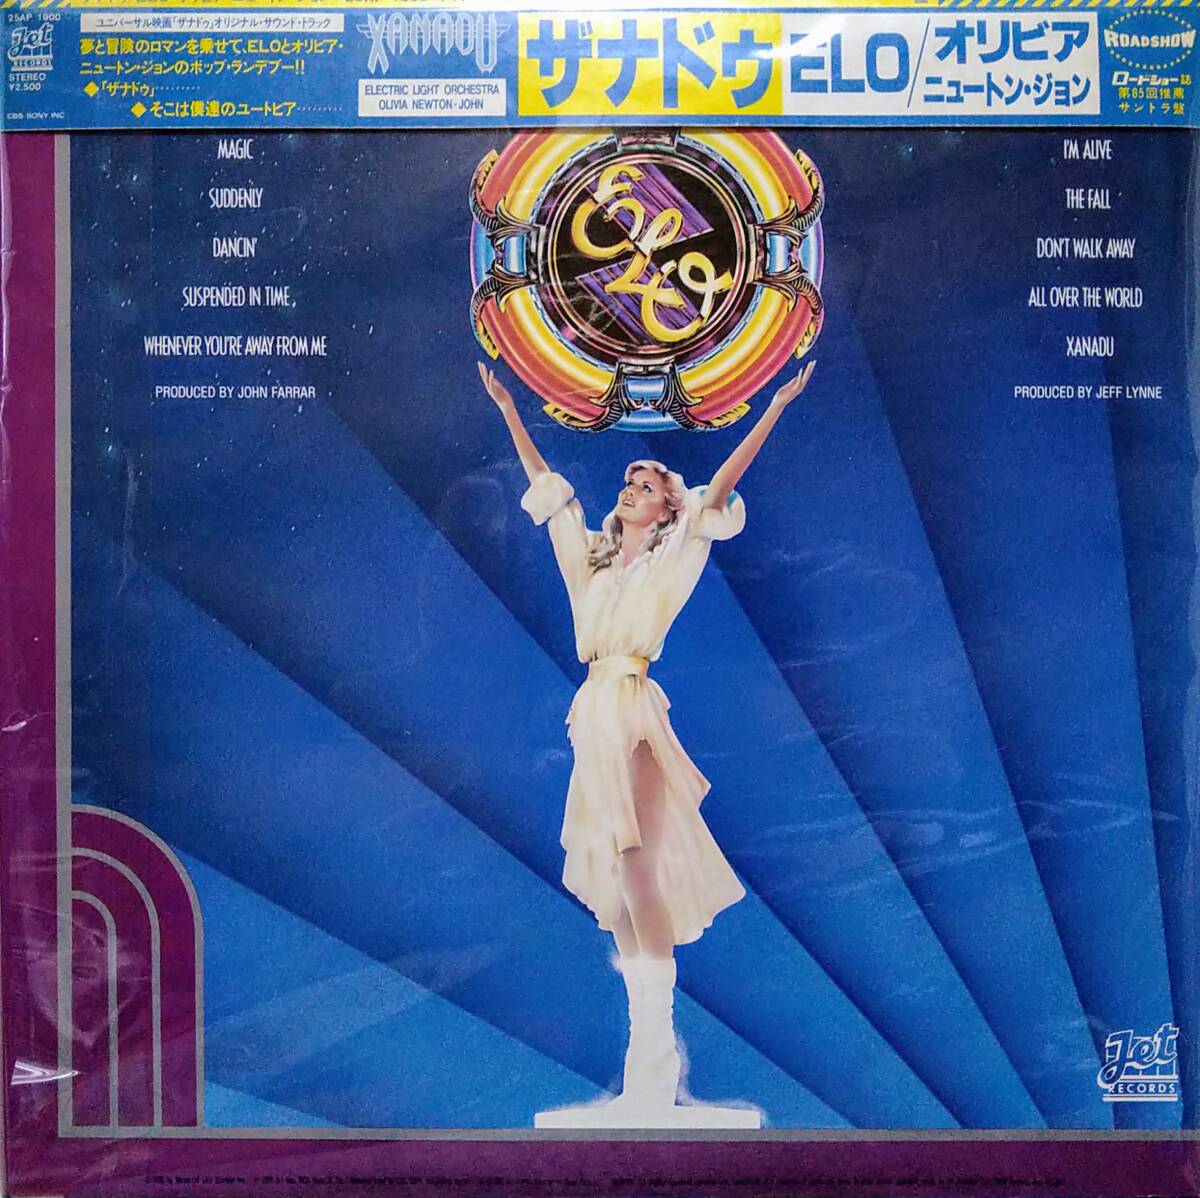 25AP 1900
Jet
RECORDS
STEREO
¥2,500
CBS・SONY INC
ユニバーサル映画「ザナドゥ」オリジナル・サウンド・トラック
夢と冒険のロマンを乗せて、ELOとオリビア・
ニュートン・ジョンのポップ・ランデブー!!
◆「ザナドゥ」………
◆そこは僕達のユートピア………
XANADU
ELECTRIC LIGHT ORCHESTRA
OLIVIA NEWTON-JOHN
ザナドゥ
ELO/オリビア
ニュートン・ジョン
ROADSHOW
ロードショー誌
第85回推薦
サントラ盤
MAGIC
SUDDENLY
DANCIN'
SUSPENDED IN TIME
WHENEVER YOU'RE AWAY FROM ME
PRODUCED BY JOHN FARRAR
ELO
I'M ALIVE
THE FALL
DON'T WALK AWAY
ALL OVER THE WORLD
XANADU
PRODUCED BY JEFF LYNNE
Jet
RECORDS